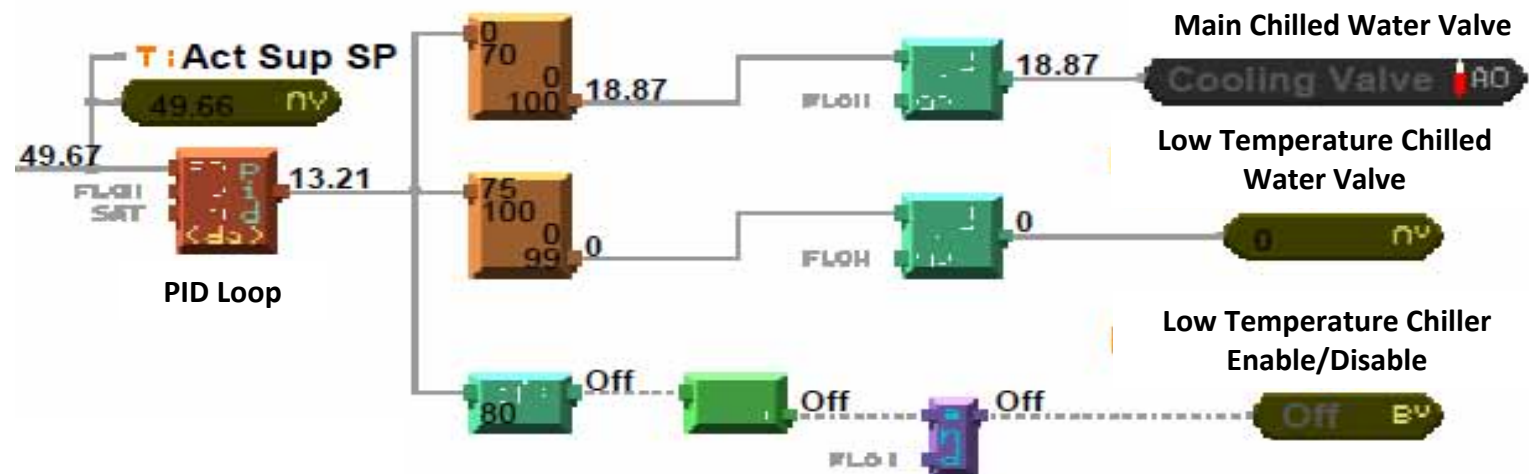 Main Chilled Water Valve
T i Act Sup SP
0
70
0
100
18.87
18.87
Cooling Valve AO
49.66 NV
Low Temperature Chilled
Water Valve
49.67
SAT
13.21
75
100
0
99
0
0
0 NV
PID Loop
Low Temperature Chiller
Enable/Disable
80
Off
Off
Off
Off BV